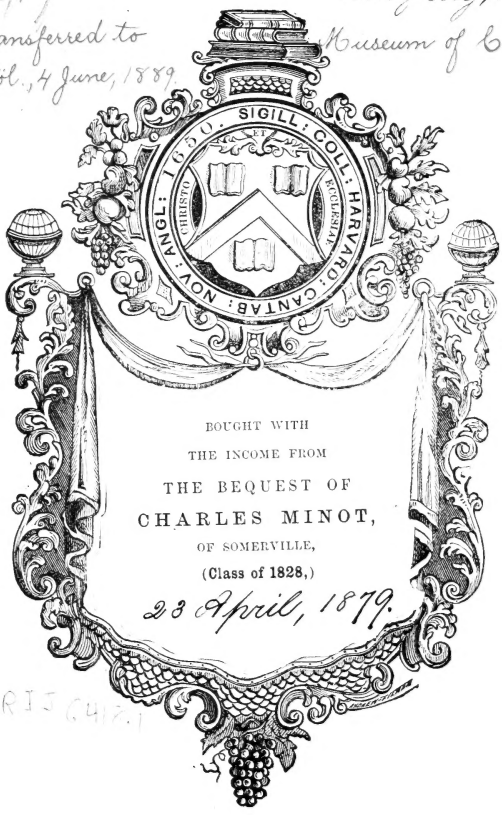 ansferred to Museum of C
ol., 4 June, 1889.
SIGILL: COLL: HARVARD: CANTAB: NOV: ANGL: 1650.
CHRISTO ET ECCLESIAE
BOUGHT WITH
THE INCOME FROM
THE BEQUEST OF
CHARLES MINOT,
OF SOMERVILLE,
(Class of 1828,)
23 April, 1879.